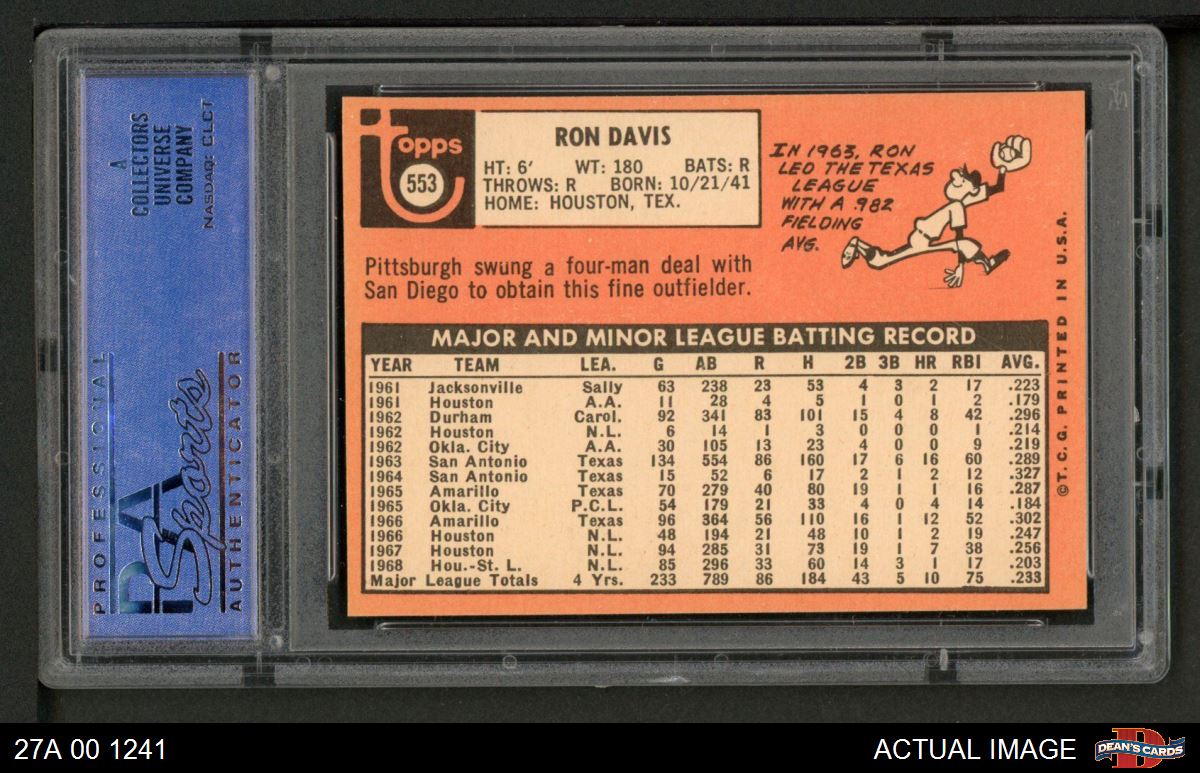 A
COLLECTORS
UNIVERSE
COMPANY
NASDAQ: CLCT
PROFESSIONAL
PSA
Sports
AUTHENTICATOR
topps
553
RON DAVIS
HT: 6' WT: 180 BATS: R
THROWS: R BORN: 10/21/41
HOME: HOUSTON, TEX.
IN 1963, RON
LED THE TEXAS
LEAGUE
WITH A .982
FIELDING
AVG.
Pittsburgh swung a four-man deal with
San Diego to obtain this fine outfielder.
MAJOR AND MINOR LEAGUE BATTING RECORD
YEAR TEAM LEA. G AB R H 2B 3B HR RBI AVG.
1961 Jacksonville Sally 63 238 23 53 4 3 2 17 .223
1961 Houston A.A. 11 28 4 5 1 0 1 2 .179
1962 Durham Carol. 92 341 83 101 15 4 8 42 .296
1962 Houston N.L. 6 14 1 3 0 0 0 1 .214
1962 Okla. City A.A. 30 105 13 23 4 0 0 9 .219
1963 San Antonio Texas 134 554 86 160 17 6 16 60 .289
1964 San Antonio Texas 15 52 6 17 2 1 2 12 .327
1965 Amarillo Texas 70 279 40 80 19 1 1 16 .287
1965 Okla. City P.C.L. 54 179 21 33 4 0 4 14 .184
1966 Amarillo Texas 96 364 56 110 16 1 12 52 .302
1966 Houston N.L. 48 194 21 48 10 1 2 19 .247
1967 Houston N.L. 94 285 31 73 19 1 7 38 .256
1968 Hou.-St. L. N.L. 85 296 33 60 14 3 1 17 .203
Major League Totals 4 Yrs. 233 789 86 184 43 5 10 75 .233
©T.C.G. PRINTED IN U.S.A.
27A 00 1241
ACTUAL IMAGE
D
DEAN'S CARDS